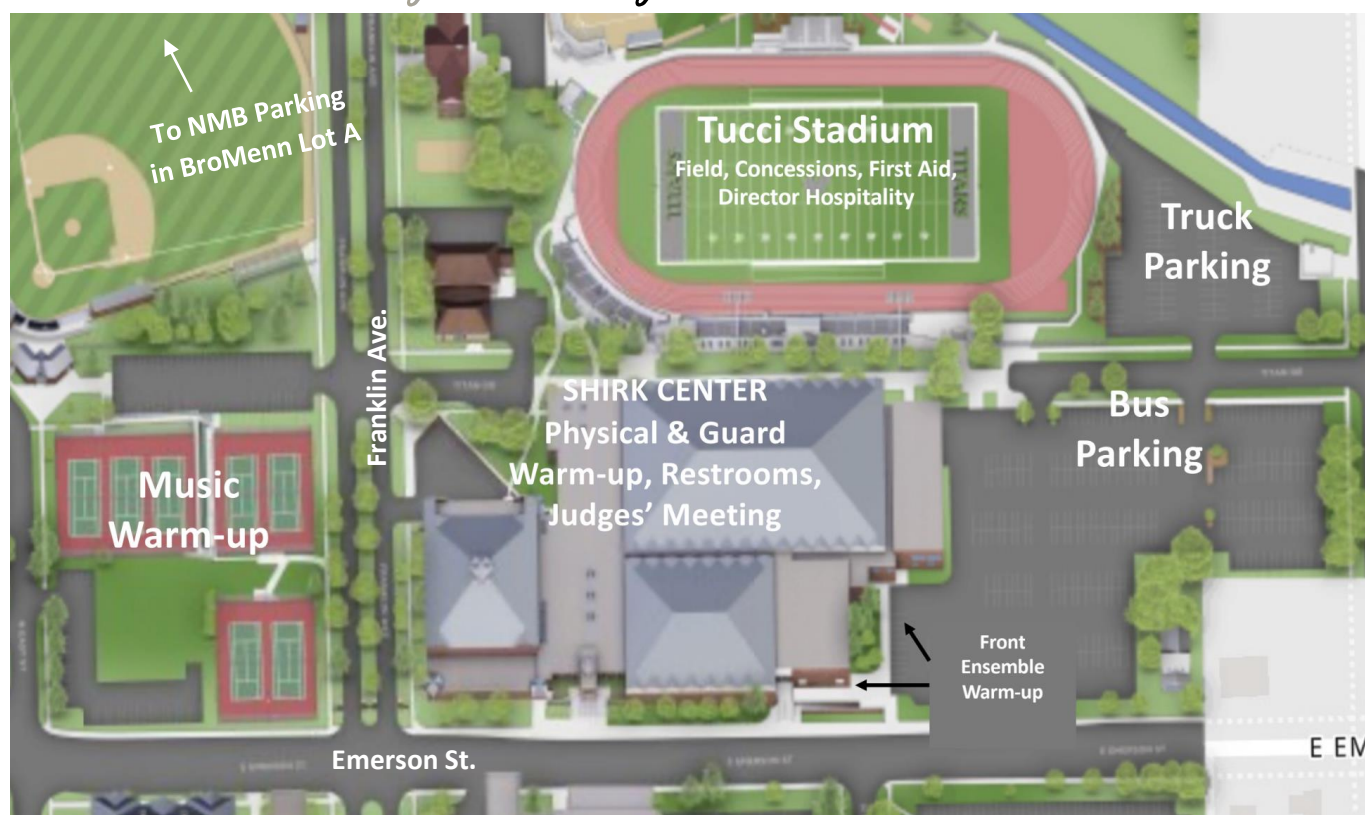 To NMB Parking
in BroMenn Lot A
Tucci Stadium
Field, Concessions, First Aid,
Director Hospitality
TITANS
Truck
Parking
Franklin Ave.
SHIRK CENTER
Physical & Guard
Warm-up, Restrooms,
Judges’ Meeting
Bus
Parking
Music
Warm-up
Front
Ensemble
Warm-up
Emerson St.
E EM